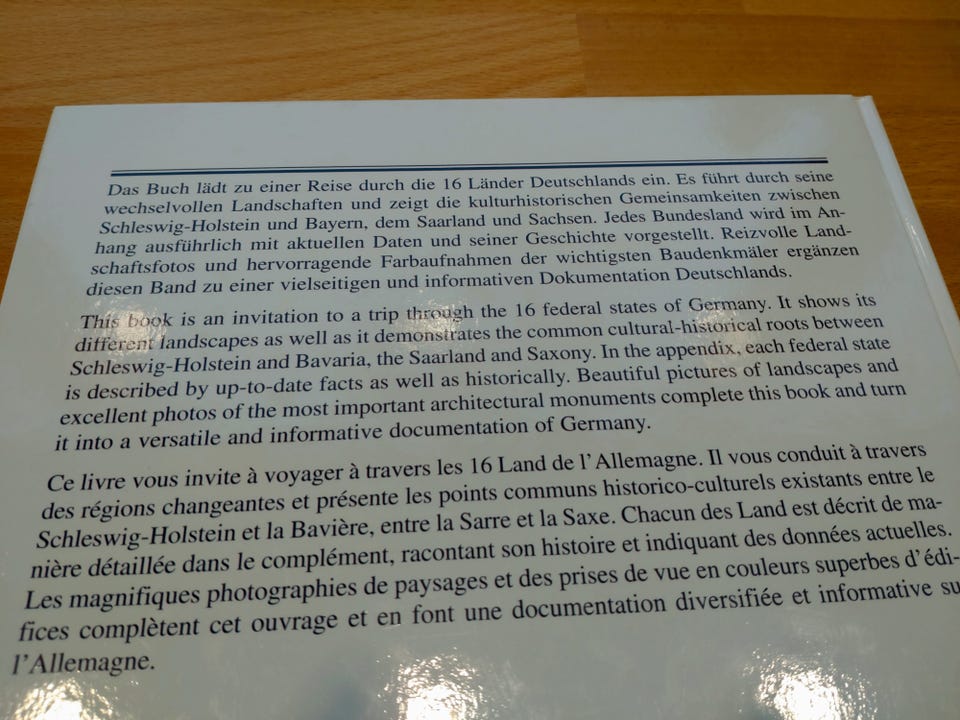 Das Buch lädt zu einer Reise durch die 16 Länder Deutschlands ein. Es führt durch seine
wechselvollen Landschaften und zeigt die kulturhistorischen Gemeinsamkeiten zwischen
Schleswig-Holstein und Bayern, dem Saarland und Sachsen. Jedes Bundesland wird im An-
hang ausführlich mit aktuellen Daten und seiner Geschichte vorgestellt. Reizvolle Land-
schaftsfotos und hervorragende Farbaufnahmen der wichtigsten Baudenkmäler ergänzen
diesen Band zu einer vielseitigen und informativen Dokumentation Deutschlands.
This book is an invitation to a trip through the 16 federal states of Germany. It shows its
different landscapes as well as it demonstrates the common cultural-historical roots between
Schleswig-Holstein and Bavaria, the Saarland and Saxony. In the appendix, each federal state
is described by up-to-date facts as well as historically. Beautiful pictures of landscapes and
excellent photos of the most important architectural monuments complete this book and turn
it into a versatile and informative documentation of Germany.
Ce livre vous invite à voyager à travers les 16 Land de l'Allemagne. Il vous conduit à travers
des régions changeantes et présente les points communs historico-culturels existants entre le
Schleswig-Holstein et la Bavière, entre la Sarre et la Saxe. Chacun des Land est décrit de ma-
nière détaillée dans le complément, racontant son histoire et indiquant des données actuelles.
Les magnifiques photographies de paysages et des prises de vue en couleurs superbes d'édi-
fices complètent cet ouvrage et en font une documentation diversifiée et informative su
l'Allemagne.